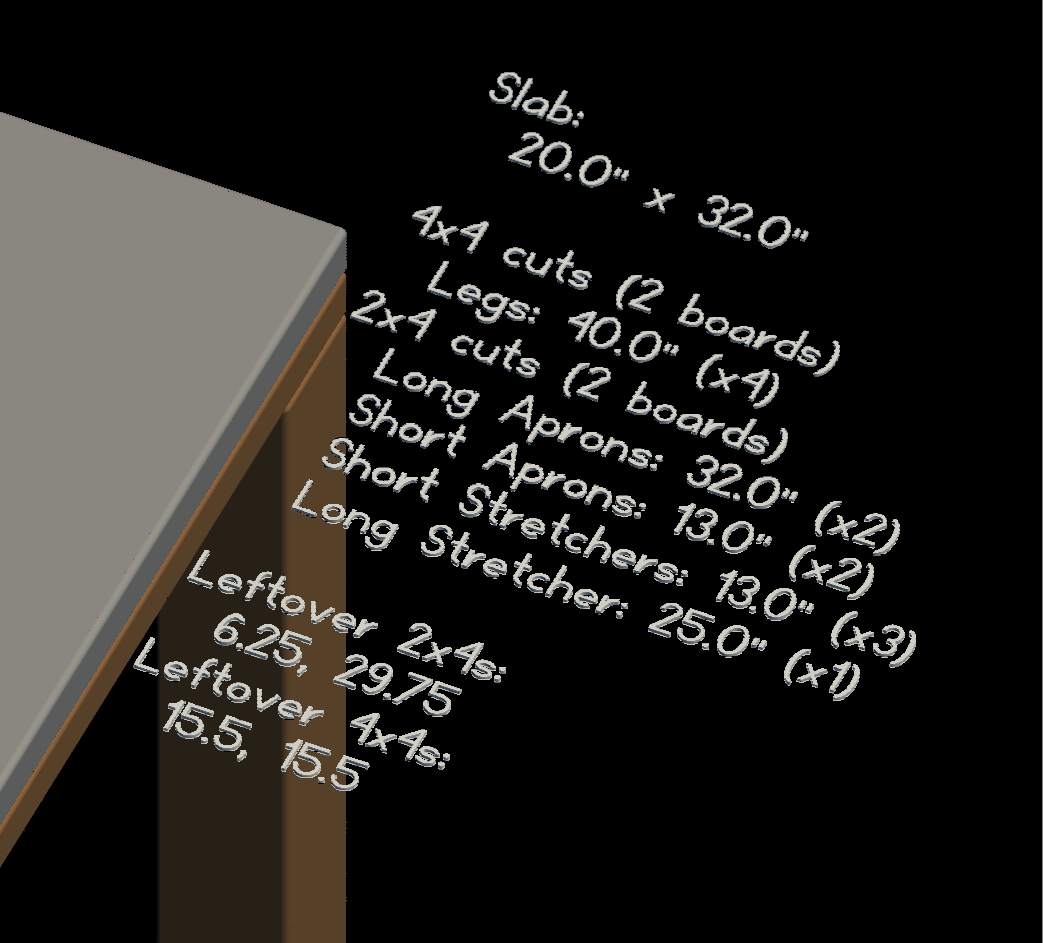 Slab:
20.0" x 32.0"
4x4 cuts (2 boards)
Legs: 40.0" (x4)
2x4 cuts (2 boards)
Long Aprons: 32.0" (x2)
Short Aprons: 13.0" (x2)
Short Stretchers: 13.0" (x3)
Long Stretcher: 25.0" (x1)
Leftover 2x4s:
6.25, 29.75
Leftover 4x4s:
15.5, 15.5